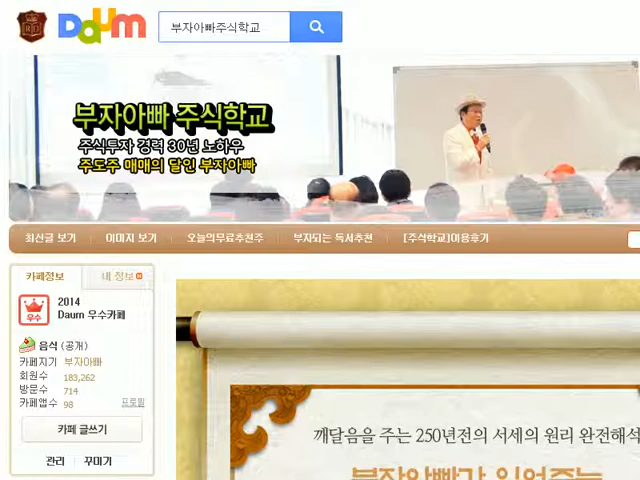 Daum
부자아빠주식학교
부자아빠 주식학교
주식투자 경력 30년 노하우
주도주 매매의 달인 부자아빠
최신글 보기
이미지 보기
오늘의무료추천주
부자되는 독서추천
[주식학교]이용후기
카페정보
내 정보
2014
우수
Daum 우수카페
음식 (공개)
카페지기 부자아빠
회원수 183,262
방문수 714
카페앱수 98
프로필
카페 글쓰기
관리
꾸미기
깨달음을 주는 250년전의 서세의 원리 완전해석